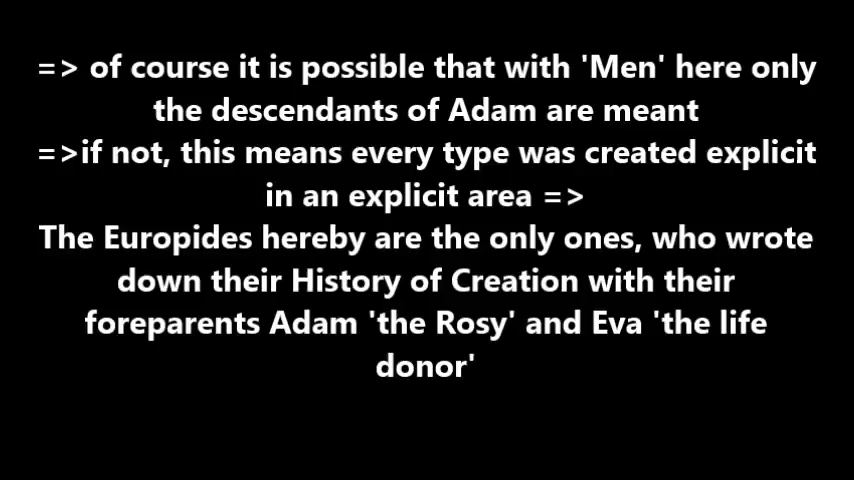 => of course it is possible that with 'Men' here only
the descendants of Adam are meant
=>if not, this means every type was created explicit
in an explicit area =>
The Europides hereby are the only ones, who wrote
down their History of Creation with their
foreparents Adam 'the Rosy' and Eva 'the life
donor'